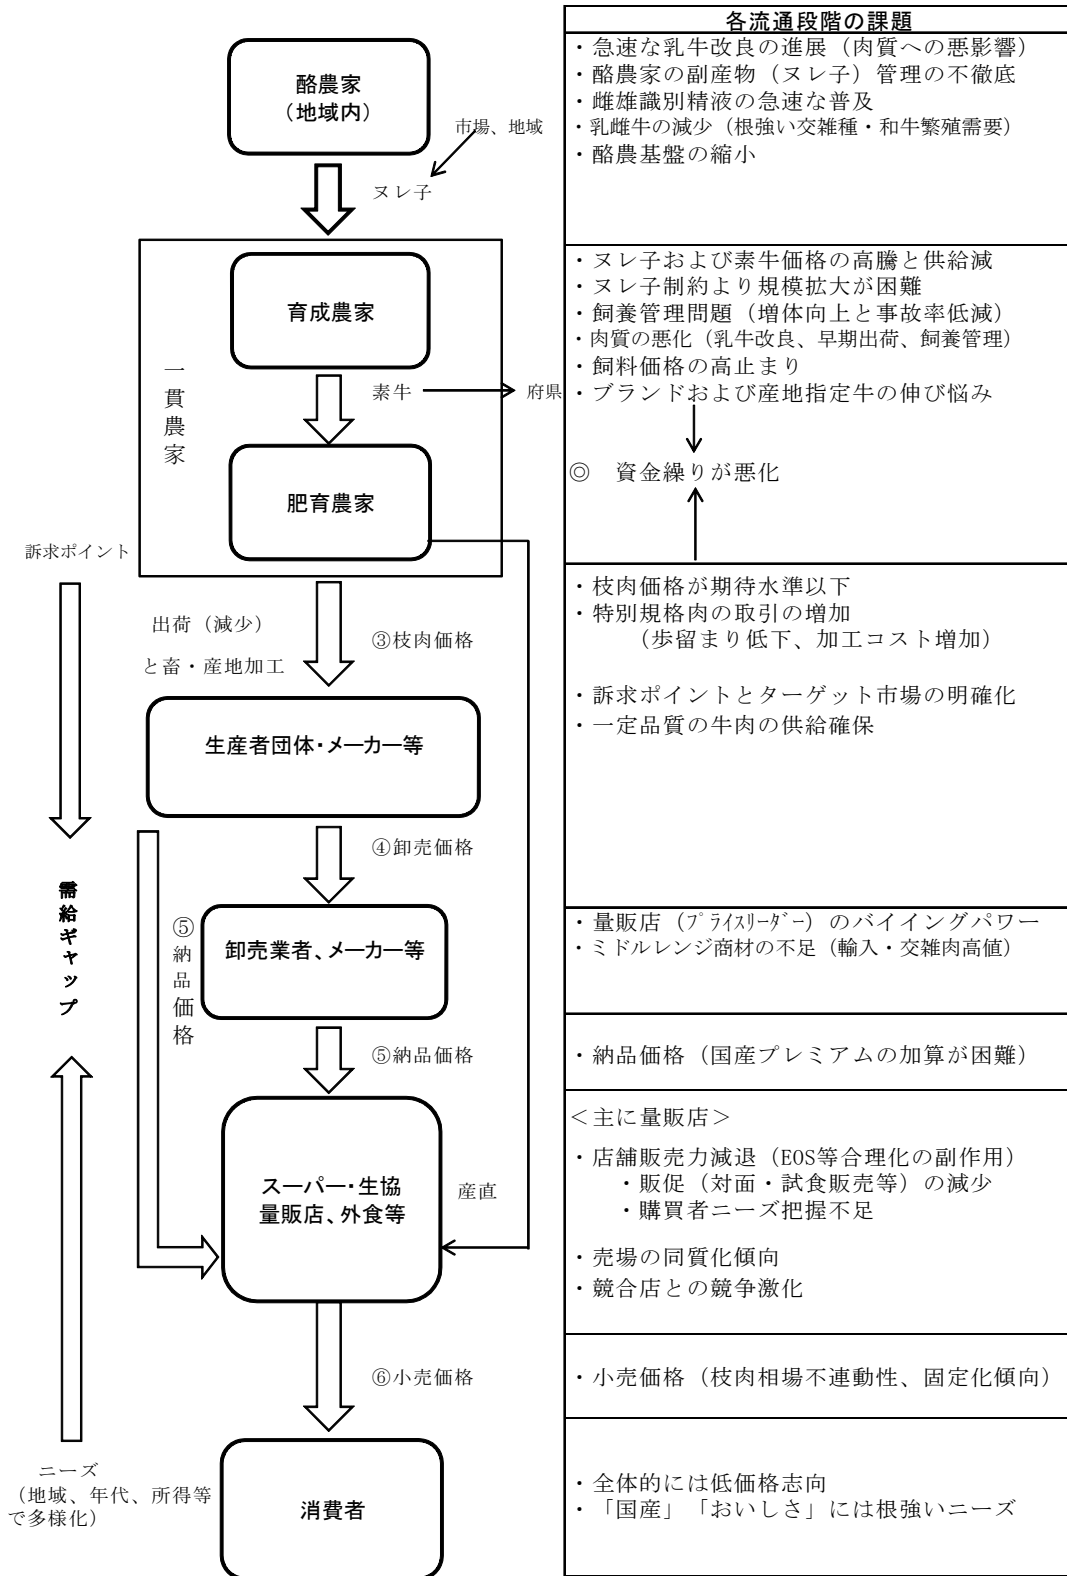 各流通段階の課題
酪農家
（地域内）
市場、地域
ヌレ子
・急速な乳牛改良の進展（肉質への悪影響）
・酪農家の副産物（ヌレ子）管理の不徹底
・雌雄識別精液の急速な普及
・乳雌牛の減少（根強い交雑種・和牛繁殖需要）
・酪農基盤の縮小
一貫農家
育成農家
素牛
府県
肥育農家
・ヌレ子および素牛価格の高騰と供給減
・ヌレ子制約より規模拡大が困難
・飼養管理問題（増体向上と事故率低減）
・肉質の悪化（乳牛改良、早期出荷、飼養管理）
・飼料価格の高止まり
・ブランドおよび産地指定牛の伸び悩み
◎　資金繰りが悪化
訴求ポイント
出荷（減少）
と畜・産地加工
③枝肉価格
生産者団体・メーカー等
④卸売価格
・枝肉価格が期待水準以下
・特別規格肉の取引の増加
（歩留まり低下、加工コスト増加）
・訴求ポイントとターゲット市場の明確化
・一定品質の牛肉の供給確保
需給ギャップ
⑤納品価格
卸売業者、メーカー等
・量販店（プライスリーダー）のバイイングパワー
・ミドルレンジ商材の不足（輸入・交雑肉高値）
⑤納品価格
・納品価格（国産プレミアムの加算が困難）
スーパー・生協
量販店、外食等
産直
＜主に量販店＞
・店舗販売力減退（EOS等合理化の副作用）
・販促（対面・試食販売等）の減少
・購買者ニーズ把握不足
・売場の同質化傾向
・競合店との競争激化
⑥小売価格
・小売価格（枝肉相場不連動性、固定化傾向）
ニーズ
（地域、年代、所得等
で多様化）
消費者
・全体的には低価格志向
・「国産」「おいしさ」には根強いニーズ